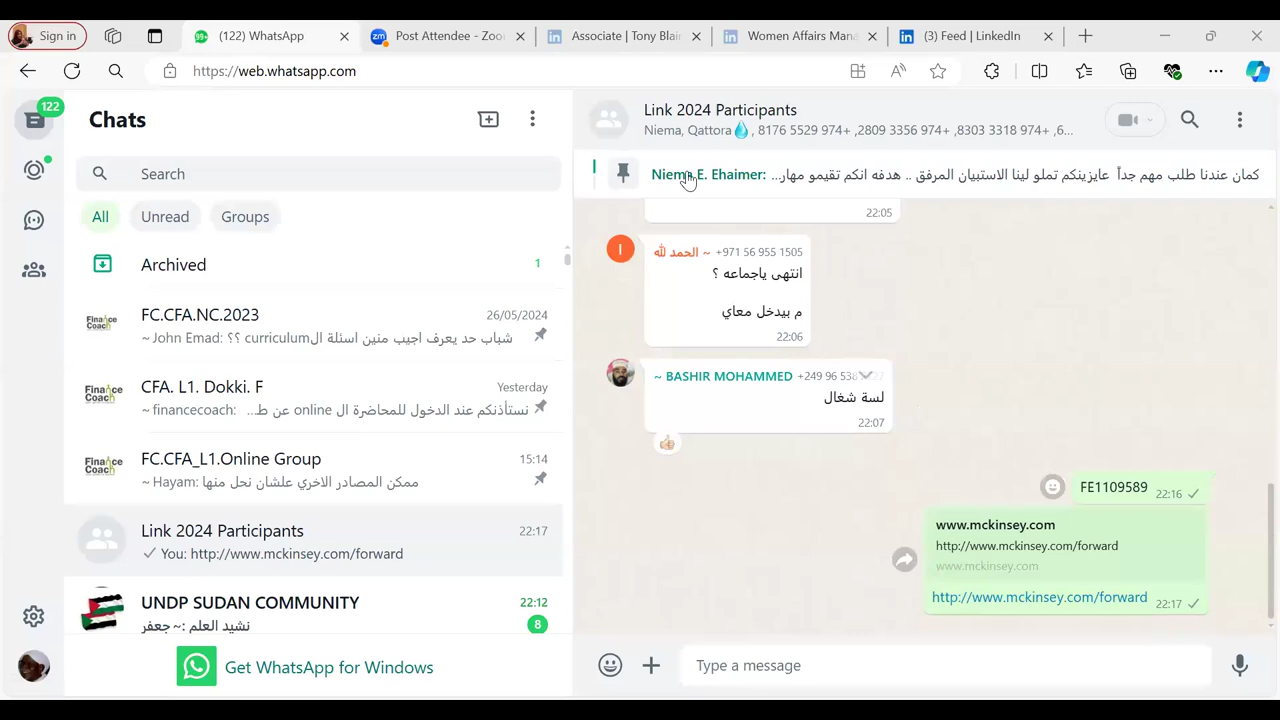 Sign in
(122) WhatsApp
Post Attendee - Zoo
Associate | Tony Blai
Women Affairs Mana
(3) Feed | LinkedIn
https://web.whatsapp.com
122
Chats
Search
All
Unread
Groups
Archived
1
FC.CFA.NC.2023
26/05/2024
~ John Emad: شباب حد يعرف اجيب منين اسئلة الcurriculum ؟؟
CFA. L1. Dokki. F
Yesterday
~ financecoach: نستأذنكم عند الدخول للمحاضرة ال online عن ط...
FC.CFA_L1.Online Group
15:14
~ Hayam: ممكن المصادر الاخري علشان نحل منها
Link 2024 Participants
22:17
You: http://www.mckinsey.com/forward
UNDP SUDAN COMMUNITY
22:12
نشيد العلم :~ جعفر
8
Get WhatsApp for Windows
Link 2024 Participants
Niema, Qattora💧, 8176 5529 974+ ,2809 3356 974+ ,8303 3318 974+ ,6...
Niema E. Ehaimer: كمان عندنا طلب مهم جداً عايزينكم تملو لينا الاستبيان المرفق .. هدفه انكم تقيمو مهار...
22:05
I
~ الحمد لله +971 56 955 1505
انتهى ياجماعه ؟
م بيدخل معاي
22:06
~ BASHIR MOHAMMED +249 96 538
لسة شغال
22:07
FE1109589 22:16
www.mckinsey.com
http://www.mckinsey.com/forward
www.mckinsey.com
http://www.mckinsey.com/forward 22:17
Type a message